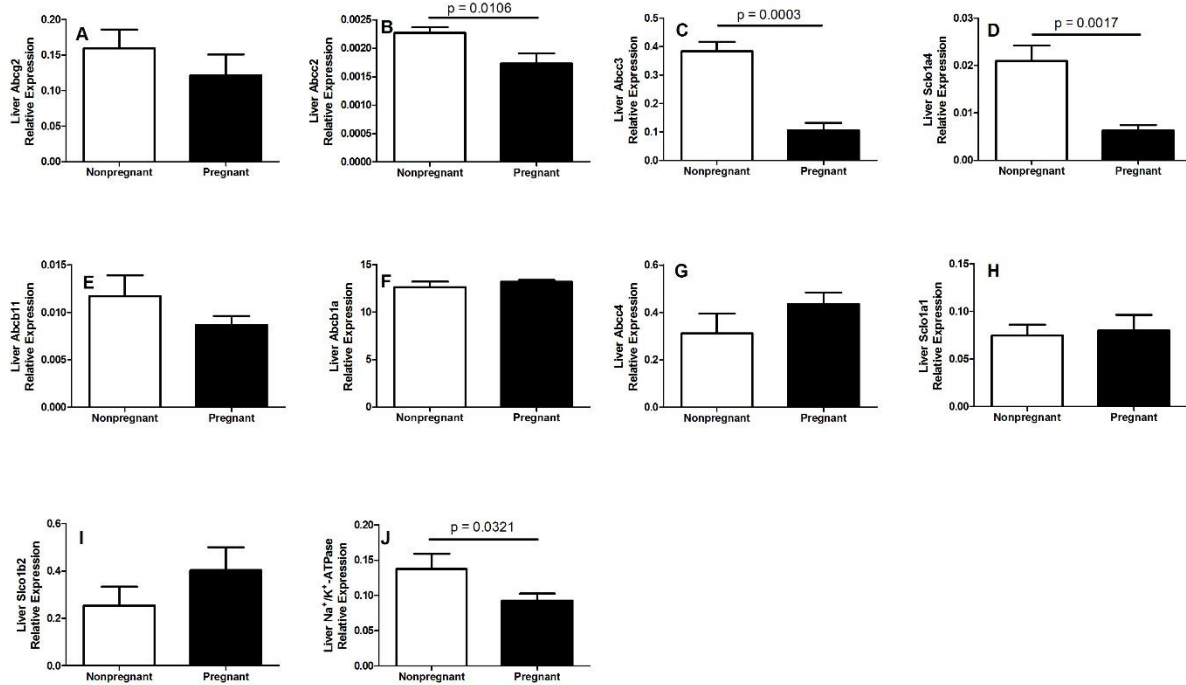 A
Liver Abcg2
Relative Expression
0.20
0.15
0.10
0.05
0.00
Nonpregnant
Pregnant
B
p = 0.0106
Liver Abcc2
Relative Expression
0.0025
0.0020
0.0015
0.0010
0.0005
0.0000
Nonpregnant
Pregnant
C
p = 0.0003
Liver Abcc3
Relative Expression
0.5
0.4
0.3
0.2
0.1
0.0
Nonpregnant
Pregnant
D
p = 0.0017
Liver Sclo1a4
Relative Expression
0.03
0.02
0.01
0.00
Nonpregnant
Pregnant
E
Liver Abcb11
Relative Expression
0.015
0.010
0.005
0.000
Nonpregnant
Pregnant
F
Liver Abcb1a
Relative Expression
15
10
5
0
Nonpregnant
Pregnant
G
Liver Abcc4
Relative Expression
0.6
0.4
0.2
0.0
Nonpregnant
Pregnant
H
Liver Sclo1a1
Relative Expression
0.15
0.10
0.05
0.00
Nonpregnant
Pregnant
I
Liver Slco1b2
Relative Expression
0.6
0.4
0.2
0.0
Nonpregnant
Pregnant
J
p = 0.0321
Liver Na⁺/K⁺-ATPase
Relative Expression
0.20
0.15
0.10
0.05
0.00
Nonpregnant
Pregnant